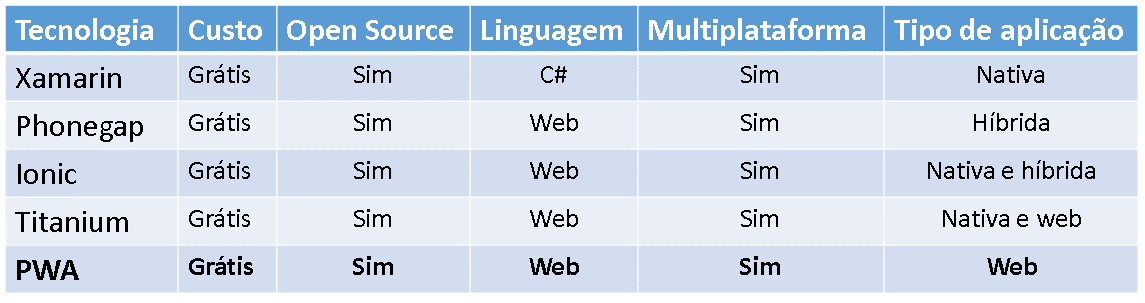 Tecnologia Custo Open Source Linguagem Multiplataforma Tipo de aplicação
Xamarin Grátis Sim C# Sim Nativa
Phonegap Grátis Sim Web Sim Híbrida
Ionic Grátis Sim Web Sim Nativa e híbrida
Titanium Grátis Sim Web Sim Nativa e web
PWA Grátis Sim Web Sim Web